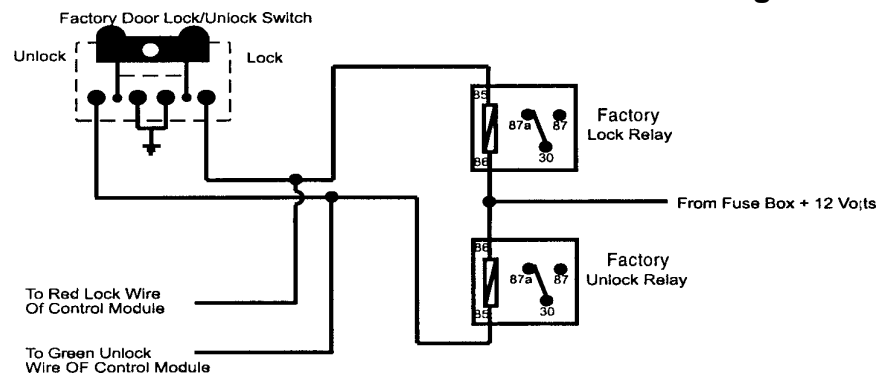 Factory Door Lock/Unlock Switch
Unlock
Lock
85
87a
87
30
86
Factory
Lock Relay
From Fuse Box + 12 Vo;ts
86
87a
87
30
85
Factory
Unlock Relay
To Red Lock Wire
Of Control Module
To Green Unlock
Wire OF Control Module